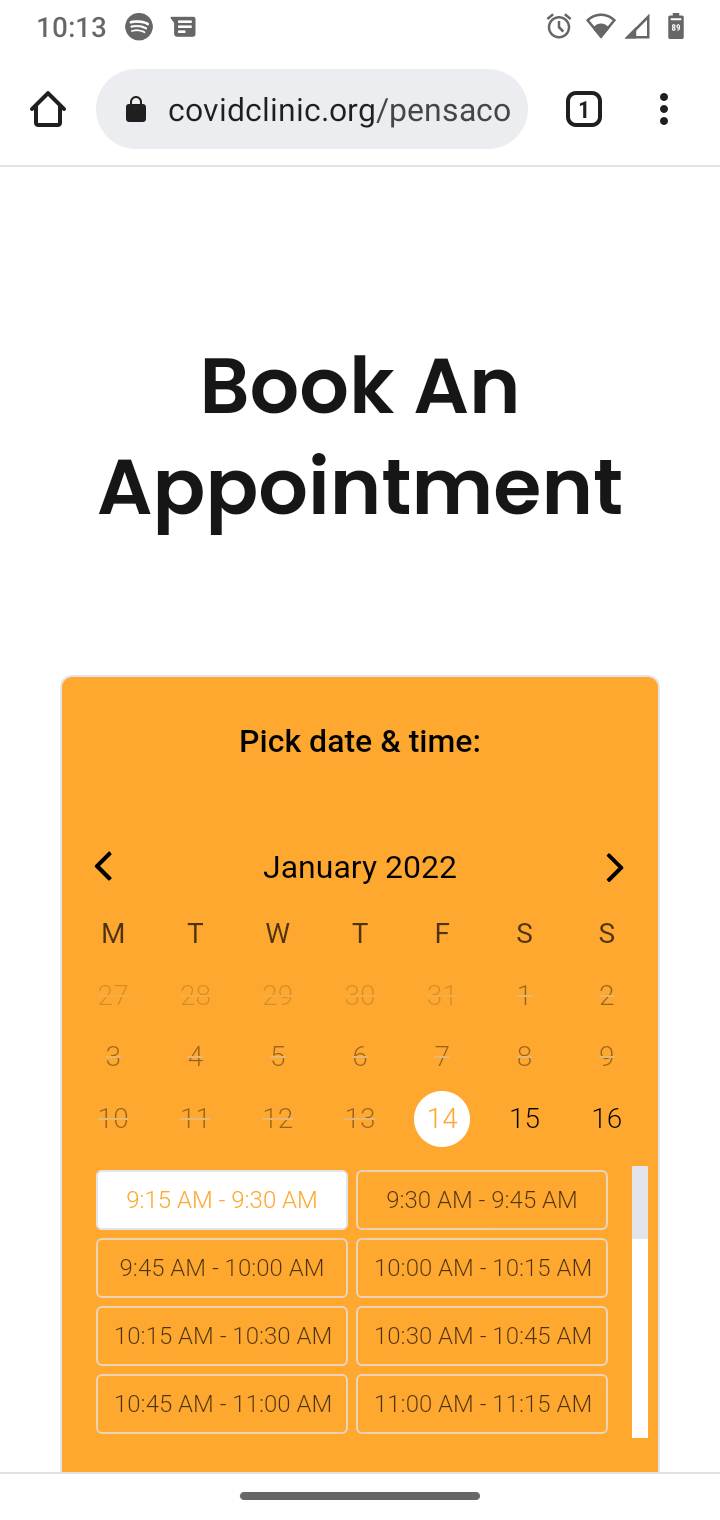 10:13
89
covidclinic.org/pensaco
1
Book An
Appointment
Pick date & time:
January 2022
M T W T F S S
27 28 29 30 31 1 2
3 4 5 6 7 8 9
10 11 12 13 14 15 16
9:15 AM - 9:30 AM 9:30 AM - 9:45 AM
9:45 AM - 10:00 AM 10:00 AM - 10:15 AM
10:15 AM - 10:30 AM 10:30 AM - 10:45 AM
10:45 AM - 11:00 AM 11:00 AM - 11:15 AM